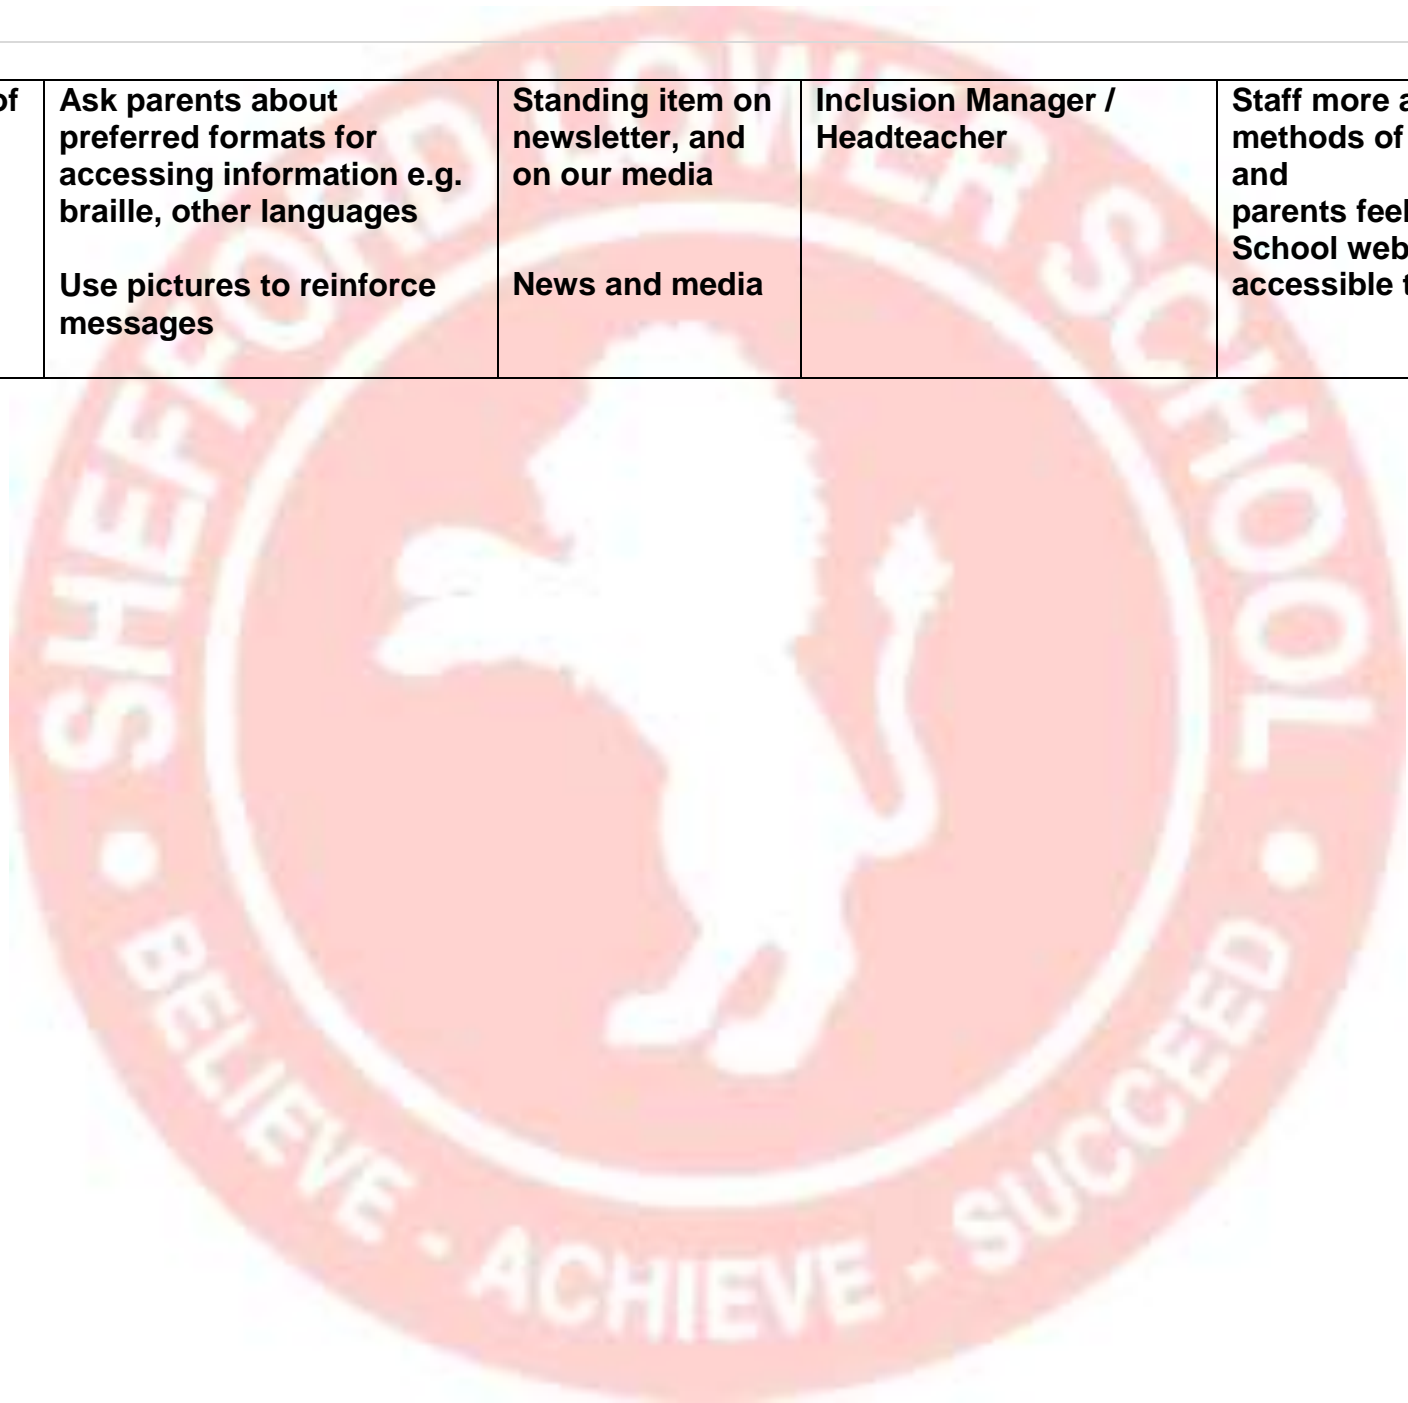 of
Ask parents about
preferred formats for
accessing information e.g.
braille, other languages
Use pictures to reinforce
messages
Standing item on
newsletter, and
on our media
News and media
Inclusion Manager /
Headteacher
Staff more a
methods of
and
parents feel
School web
accessible t
SHEFFORD LOWER SCHOOL
BELIEVE - ACHIEVE - SUCCEED